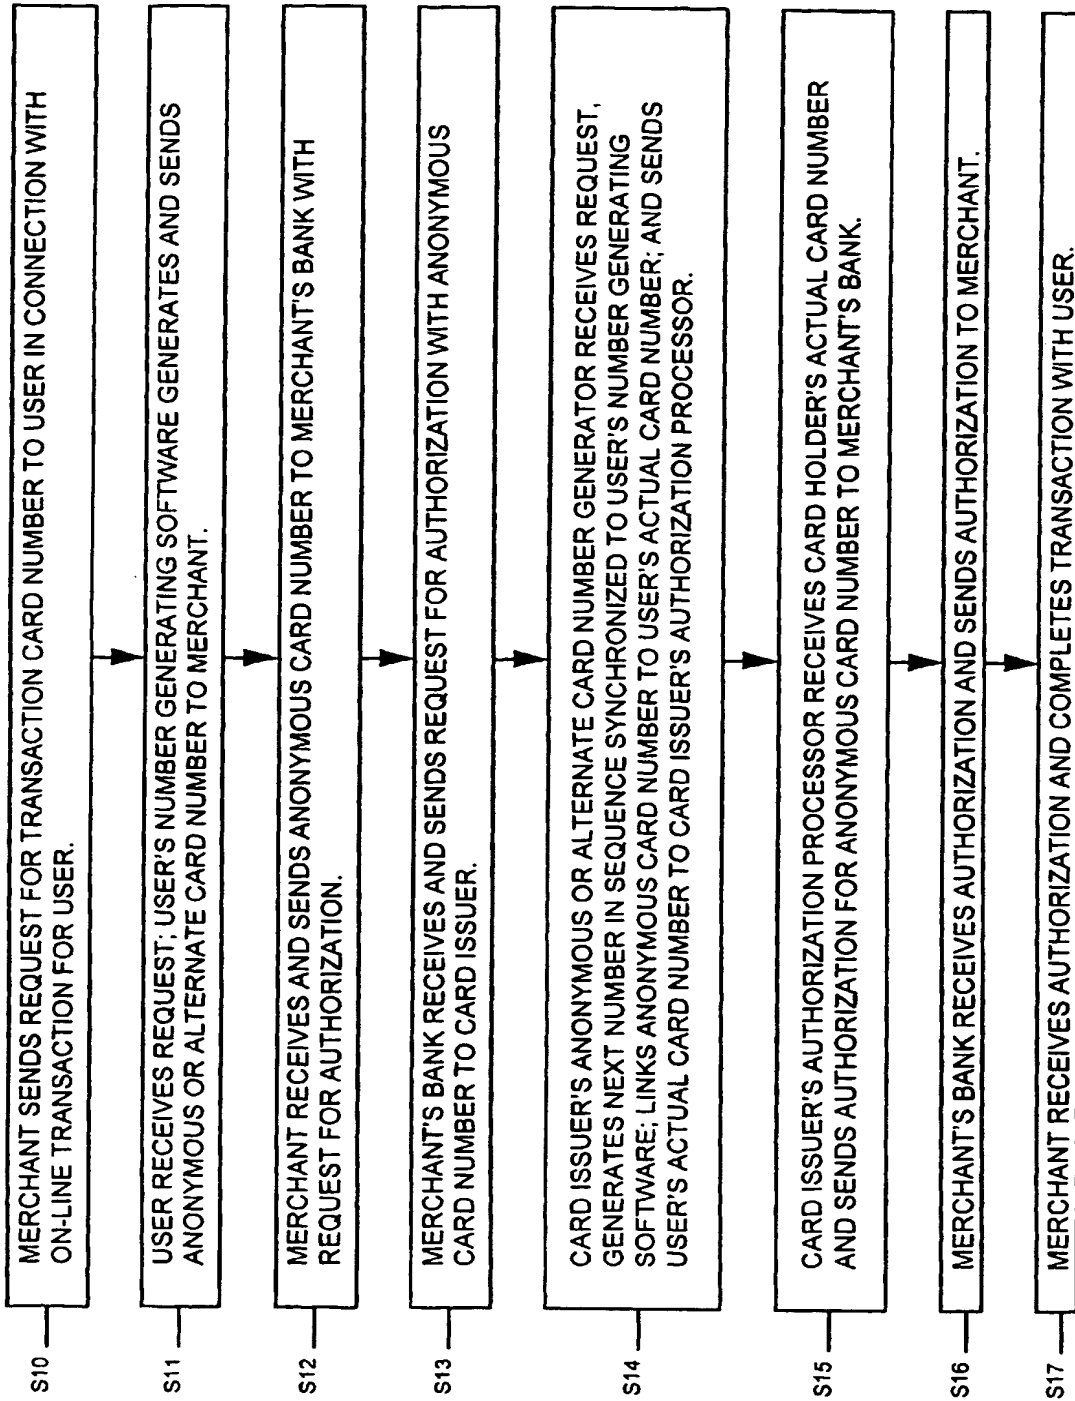 S10
MERCHANT SENDS REQUEST FOR TRANSACTION CARD NUMBER TO USER IN CONNECTION WITH
ON-LINE TRANSACTION FOR USER.
S11
USER RECEIVES REQUEST; USER'S NUMBER GENERATING SOFTWARE GENERATES AND SENDS
ANONYMOUS OR ALTERNATE CARD NUMBER TO MERCHANT.
S12
MERCHANT RECEIVES AND SENDS ANONYMOUS CARD NUMBER TO MERCHANT'S BANK WITH
REQUEST FOR AUTHORIZATION.
S13
MERCHANT'S BANK RECEIVES AND SENDS REQUEST FOR AUTHORIZATION WITH ANONYMOUS
CARD NUMBER TO CARD ISSUER.
S14
CARD ISSUER'S ANONYMOUS OR ALTERNATE CARD NUMBER GENERATOR RECEIVES REQUEST,
GENERATES NEXT NUMBER IN SEQUENCE SYNCHRONIZED TO USER'S NUMBER GENERATING
SOFTWARE; LINKS ANONYMOUS CARD NUMBER TO USER'S ACTUAL CARD NUMBER; AND SENDS
USER'S ACTUAL CARD NUMBER TO CARD ISSUER'S AUTHORIZATION PROCESSOR.
S15
CARD ISSUER'S AUTHORIZATION PROCESSOR RECEIVES CARD HOLDER'S ACTUAL CARD NUMBER
AND SENDS AUTHORIZATION FOR ANONYMOUS CARD NUMBER TO MERCHANT'S BANK.
S16
MERCHANT'S BANK RECEIVES AUTHORIZATION AND SENDS AUTHORIZATION TO MERCHANT.
S17
MERCHANT RECEIVES AUTHORIZATION AND COMPLETES TRANSACTION WITH USER.